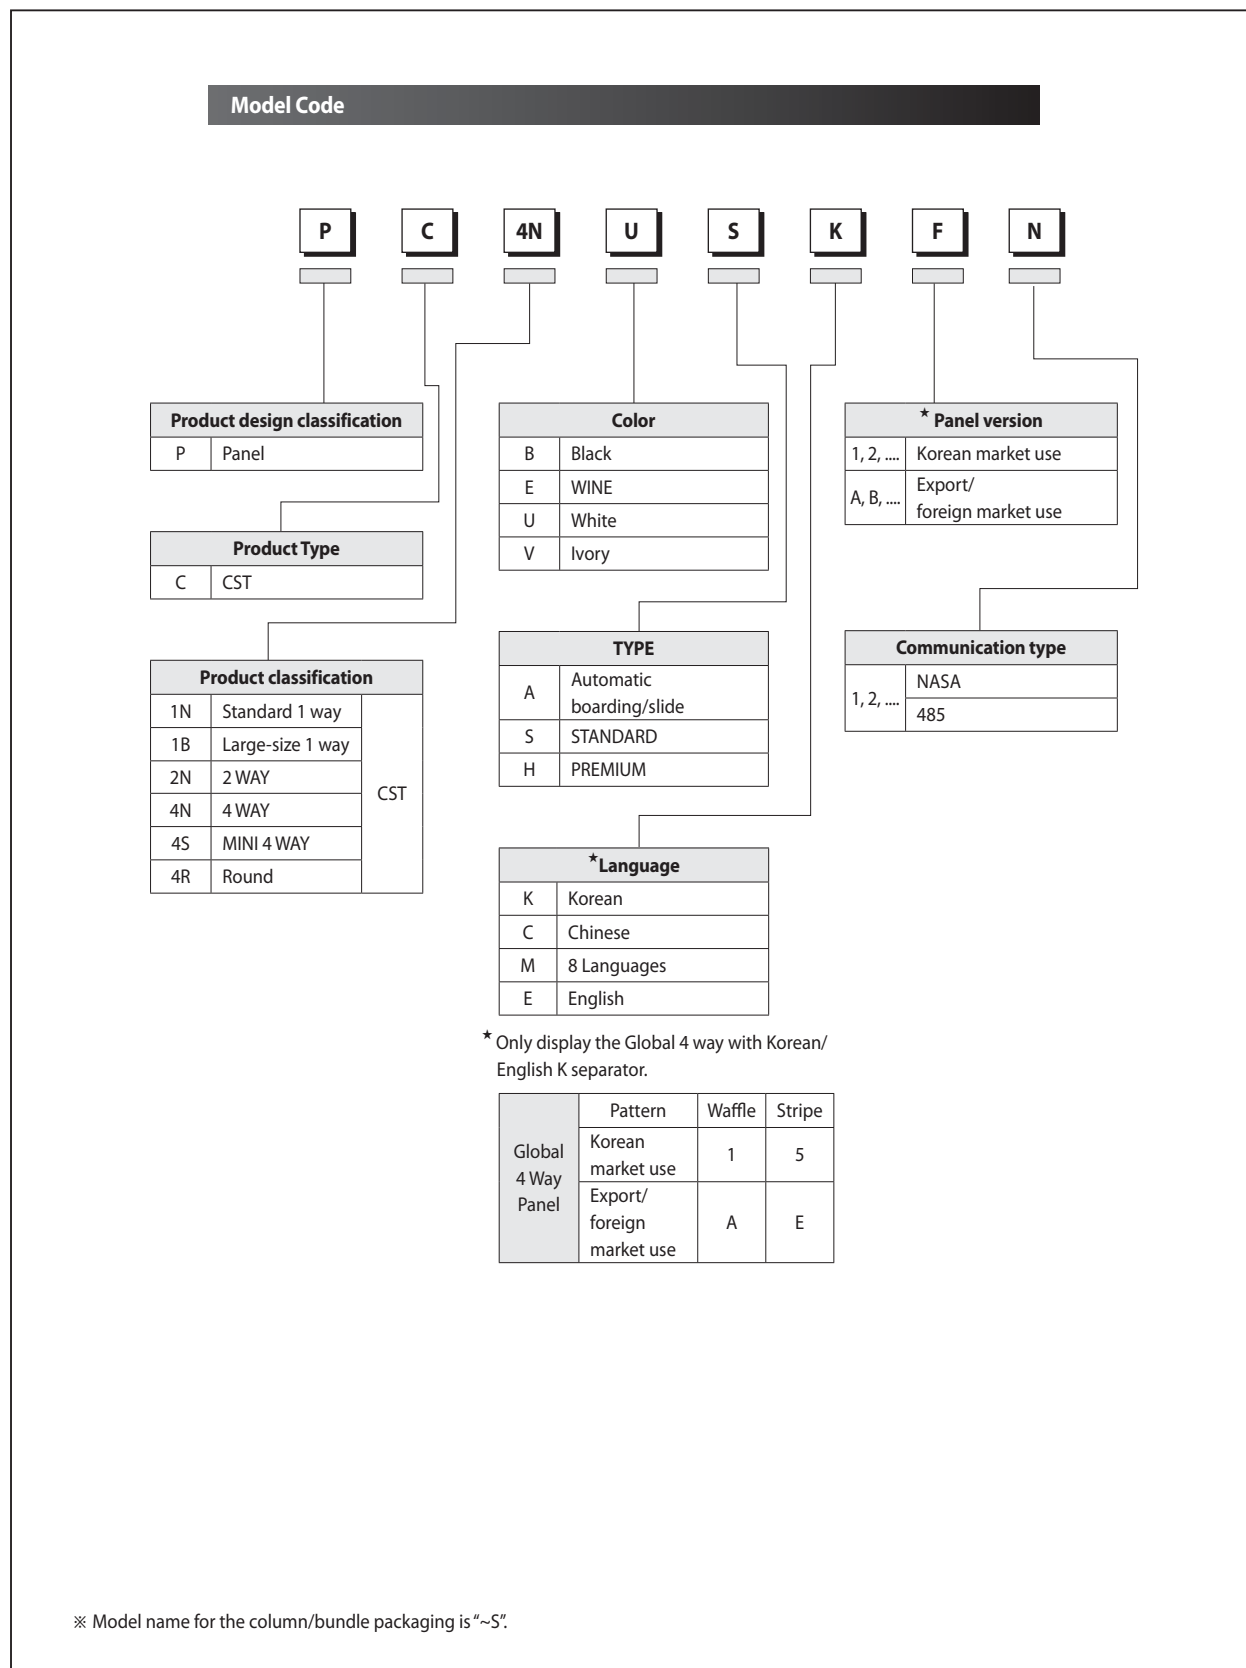 Model Code
P C 4N U S K F N
Product design classification
P Panel
Product Type
C CST
Product classification
1N Standard 1 way
1B Large-size 1 way
2N 2 WAY
4N 4 WAY
4S MINI 4 WAY
4R Round
CST
Color
B Black
E WINE
U White
V Ivory
TYPE
A Automatic
boarding/slide
S STANDARD
H PREMIUM
★Language
K Korean
C Chinese
M 8 Languages
E English
★ Only display the Global 4 way with Korean/
English K separator.
Global
4 Way
Panel
Pattern Waffle Stripe
Korean
market use 1 5
Export/
foreign
market use A E
★ Panel version
1, 2, .... Korean market use
A, B, .... Export/
foreign market use
Communication type
1, 2, .... NASA
485
※ Model name for the column/bundle packaging is “~S”.